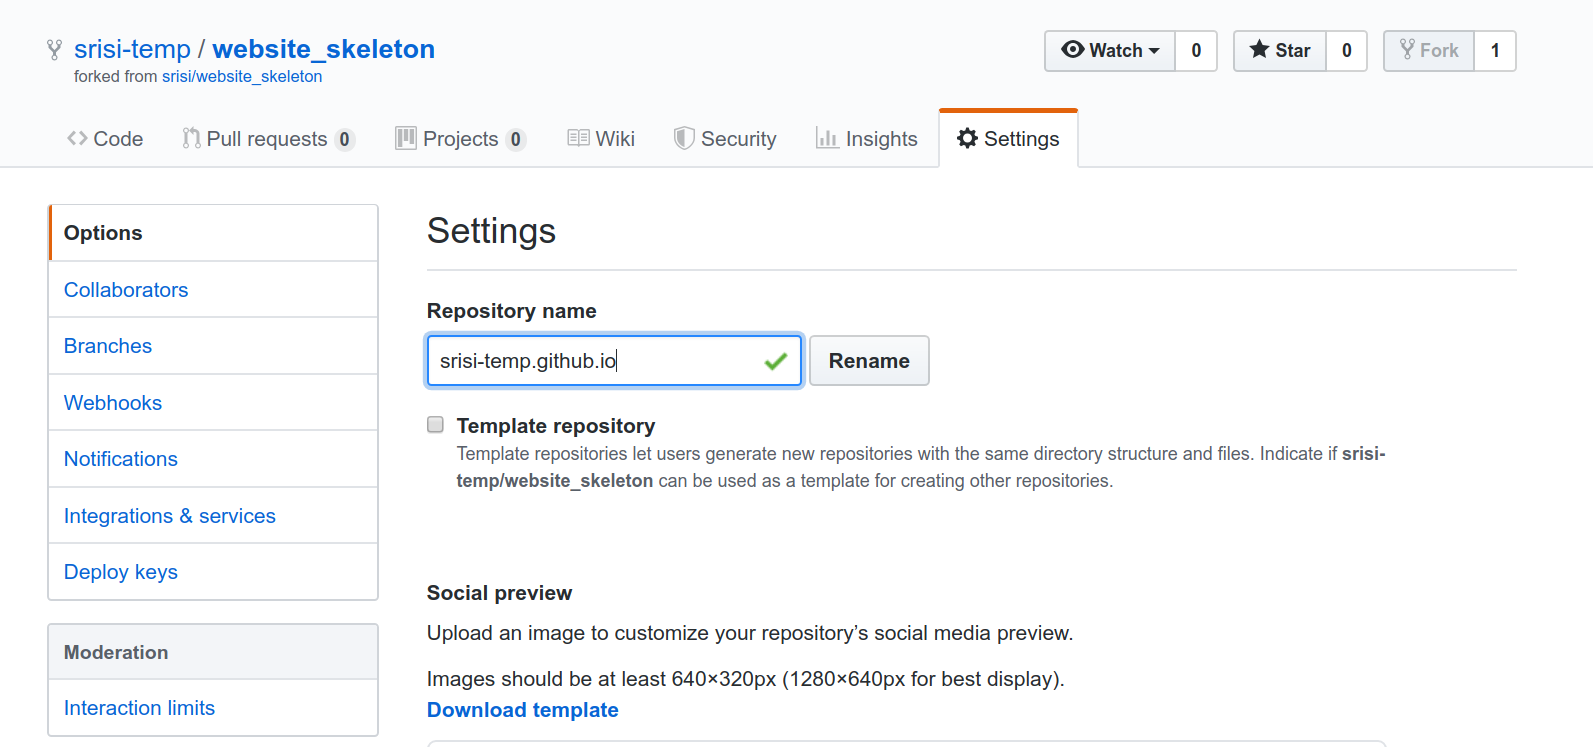 srisi-temp / website_skeleton
forked from srisi/website_skeleton
Watch 0 Star 0 Fork 1
Code Pull requests 0 Projects 0 Wiki Security Insights Settings
Options
Collaborators
Branches
Webhooks
Notifications
Integrations & services
Deploy keys
Moderation
Interaction limits
Settings
Repository name
srisi-temp.github.io Rename
Template repository
Template repositories let users generate new repositories with the same directory structure and files. Indicate if srisi-
temp/website_skeleton can be used as a template for creating other repositories.
Social preview
Upload an image to customize your repository’s social media preview.
Images should be at least 640×320px (1280×640px for best display).
Download template